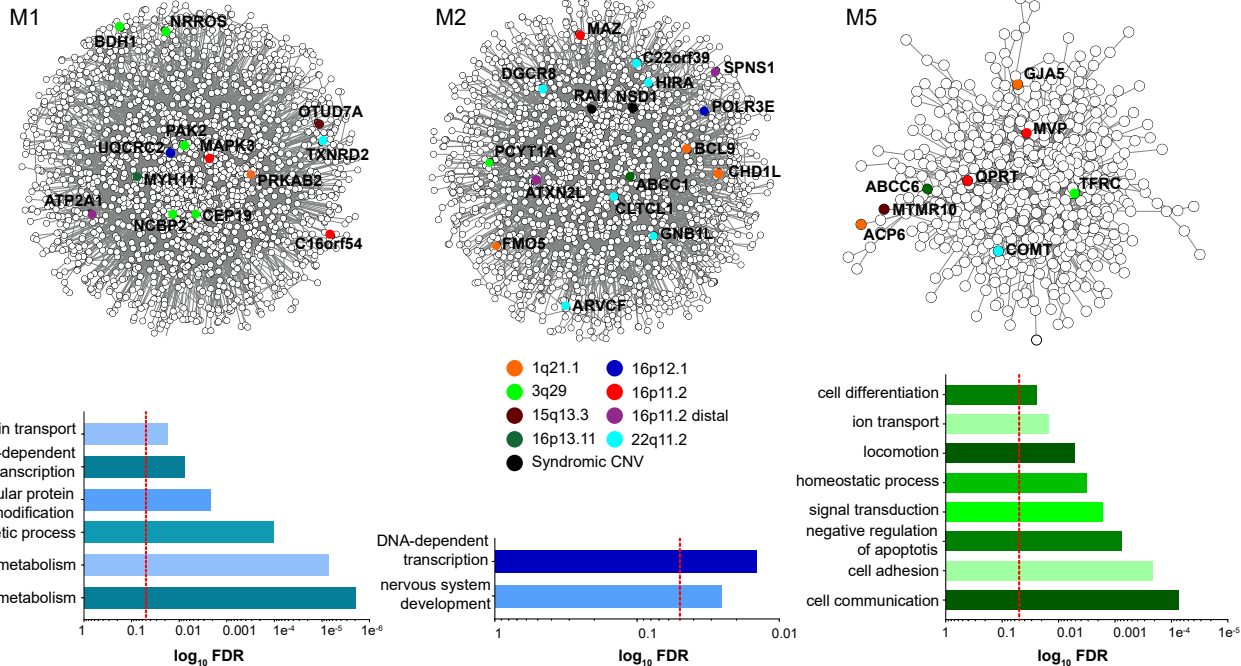 M1
NRROS
BDH1
OTUD7A
PAK2
UQCRC2
MAPK3
TXNRD2
MYH11
PRKAB2
ATP2A1
NCBP2
CEP19
C16orf54
M2
MAZ
C22orf39
SPNS1
DGCR8
HIRA
RAI1
NSD1
POLR3E
PCYT1A
BCL9
ABCC1
CHD1L
ATXN2L
CLTCL1
FMO5
GNB1L
ARVCF
M5
GJA5
MVP
QPRT
ABCC6
TFRC
MTMR10
ACP6
COMT
1q21.1
3q29
15q13.3
16p13.11
Syndromic CNV
16p12.1
16p11.2
16p11.2 distal
22q11.2
in transport
-dependent
transcription
ular protein
modification
etic process
metabolism
metabolism
1 0.1 0.01 0.001 1e-4 1e-5 1e-6
log10 FDR
DNA-dependent
transcription
nervous system
development
1 0.1 0.01
log10 FDR
cell differentiation
ion transport
locomotion
homeostatic process
signal transduction
negative regulation
of apoptotis
cell adhesion
cell communication
1 0.1 0.01 0.001 1e-4 1e-5
log10 FDR